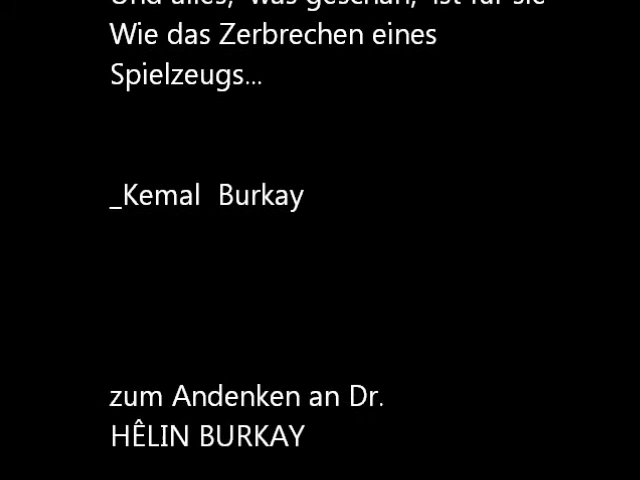 Und alles, was geschah, ist für sie
Wie das Zerbrechen eines
Spielzeugs...
_Kemal Burkay
zum Andenken an Dr.
HÊLIN BURKAY